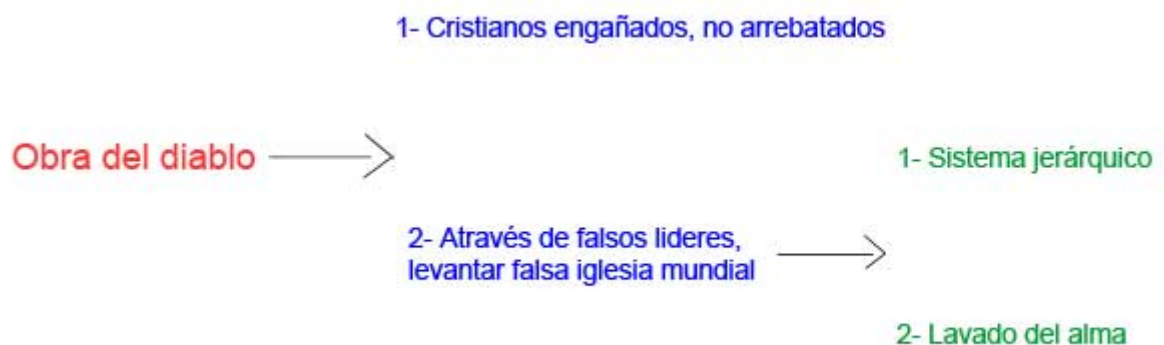 1- Cristianos engañados, no arrebatados
Obra del diablo
1- Sistema jerárquico
2- Através de falsos lideres,
levantar falsa iglesia mundial
2- Lavado del alma